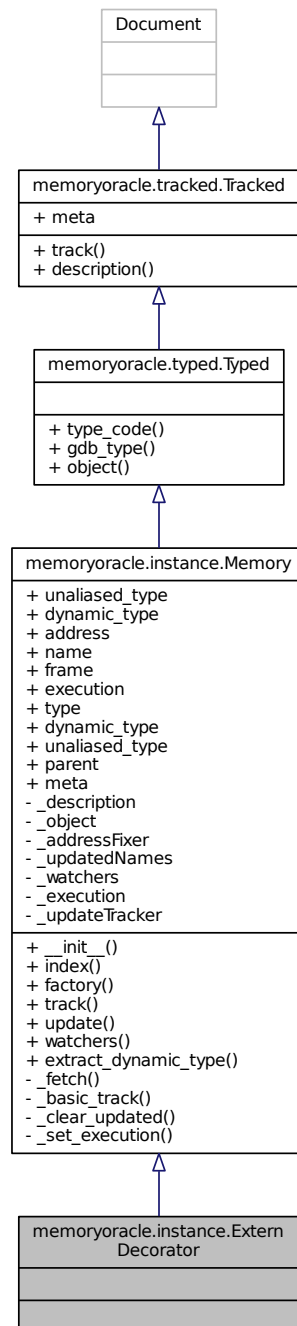 Document
memoryoracle.tracked.Tracked
+ meta
+ track()
+ description()
memoryoracle.typed.Typed
+ type_code()
+ gdb_type()
+ object()
memoryoracle.instance.Memory
+ unaliased_type
+ dynamic_type
+ address
+ name
+ frame
+ execution
+ type
+ dynamic_type
+ unaliased_type
+ parent
+ meta
- _description
- _object
- _addressFixer
- _updatedNames
- _watchers
- _execution
- _updateTracker
+ __init__()
+ index()
+ factory()
+ track()
+ update()
+ watchers()
+ extract_dynamic_type()
- _fetch()
- _basic_track()
- _clear_updated()
- _set_execution()
memoryoracle.instance.Extern
Decorator